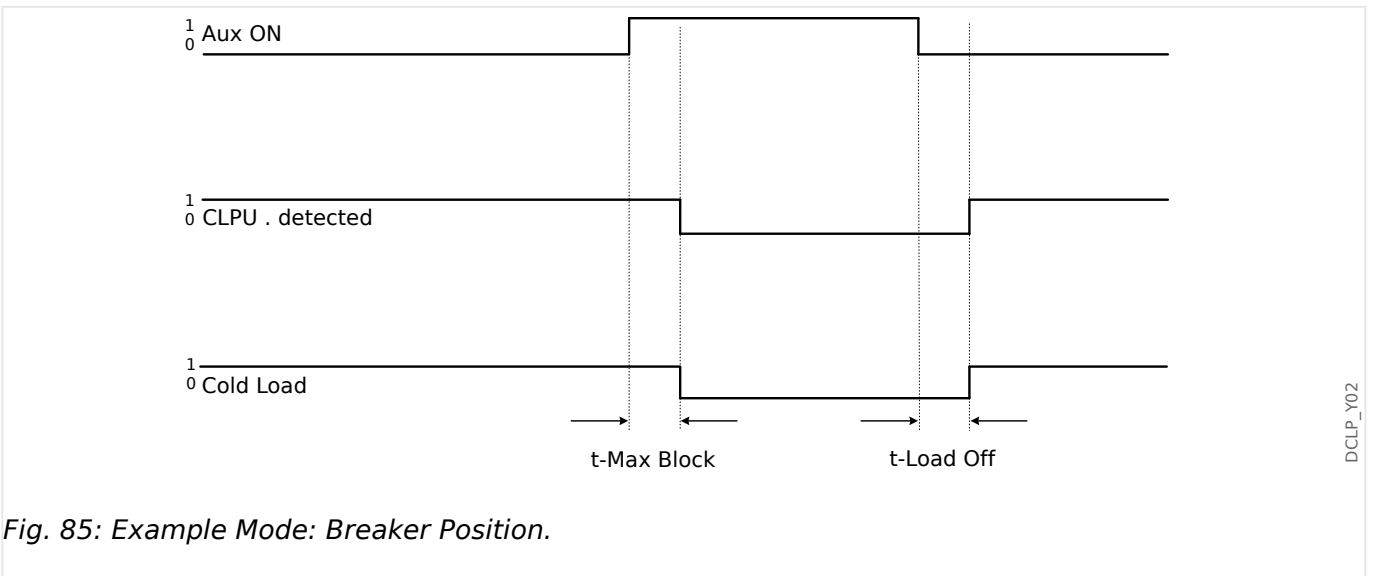 1
0 Aux ON
1
0 CLPU . detected
1
0 Cold Load
t-Max Block t-Load Off
DCLP_Y02
Fig. 85: Example Mode: Breaker Position.